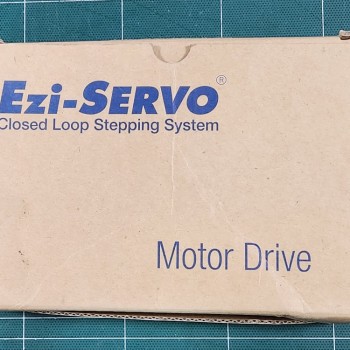 Ezi-SERVO®
Closed Loop Stepping System
Motor Drive